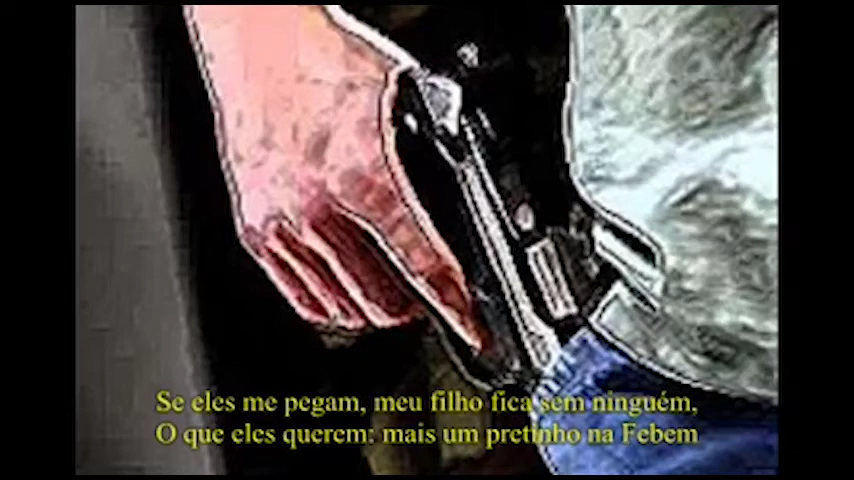 Se eles me pegam, meu filho fica sem ninguém,
O que eles querem: mais um pretinho na Febem